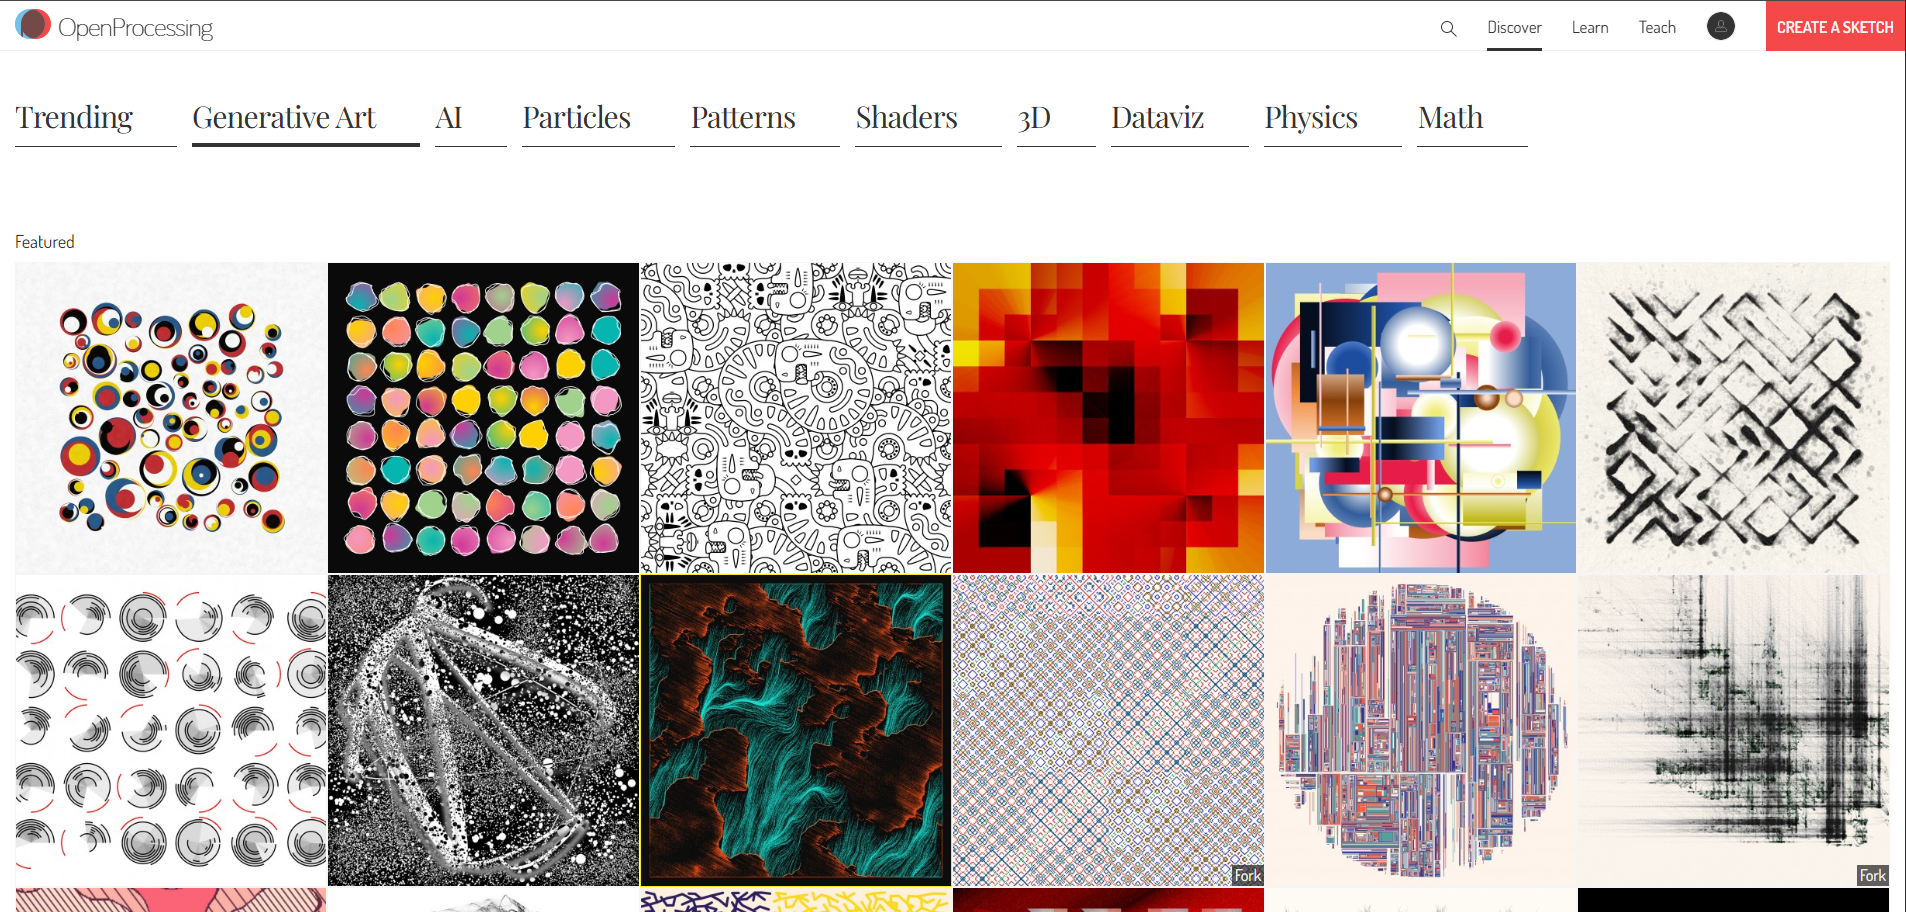 OpenProcessing
Discover
Learn
Teach
CREATE A SKETCH
Trending
Generative Art
AI
Particles
Patterns
Shaders
3D
Dataviz
Physics
Math
Featured
Fork
Fork